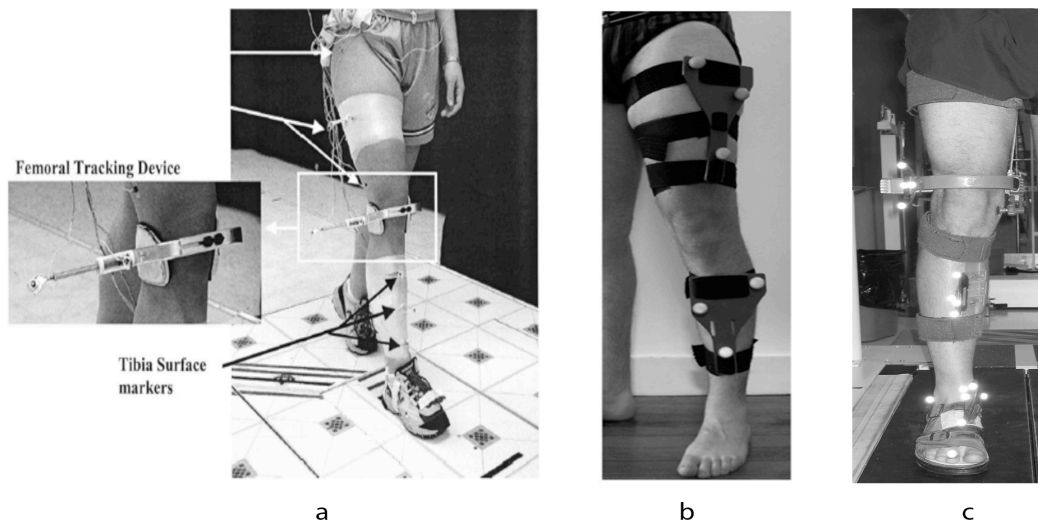 Femoral Tracking Device
Tibia Surface
markers
a
b
c